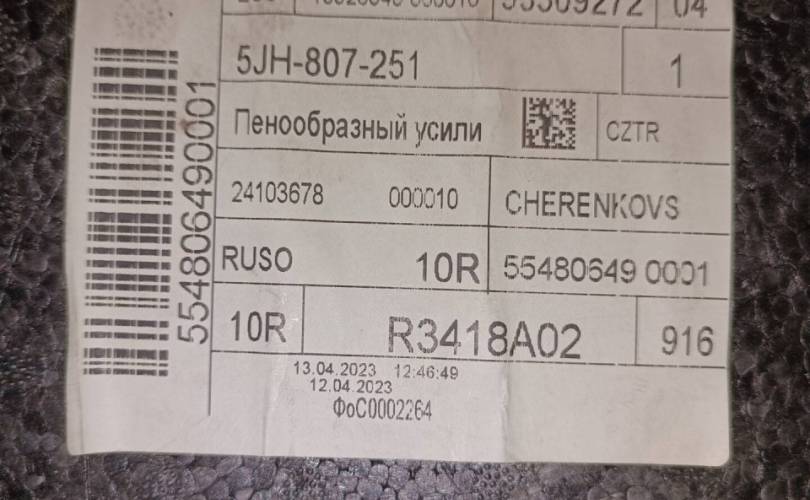 5JH-807-251 1
Пенообразный усили CZTR
24103678 000010 CHERENKOVS
RUSO 10R 55480649 0001
10R R3418A02 916
13.04.2023 12:46:49
12.04.2023
ФоС0002264
554806490001